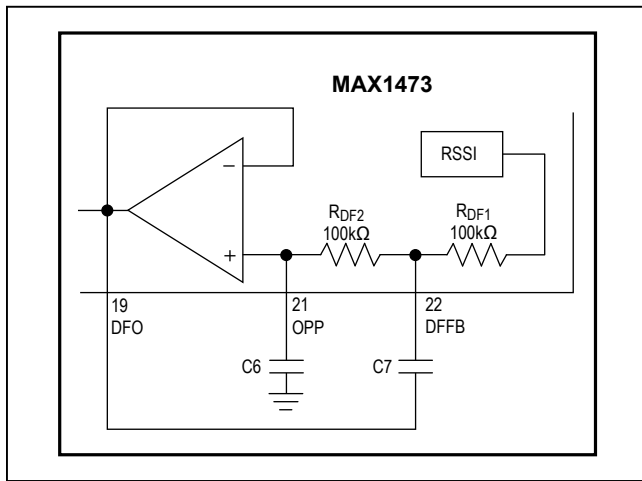 MAX1473
RSSI
−
+
RDF2
100kΩ
RDF1
100kΩ
19
DFO
21
OPP
22
DFFB
C6
C7